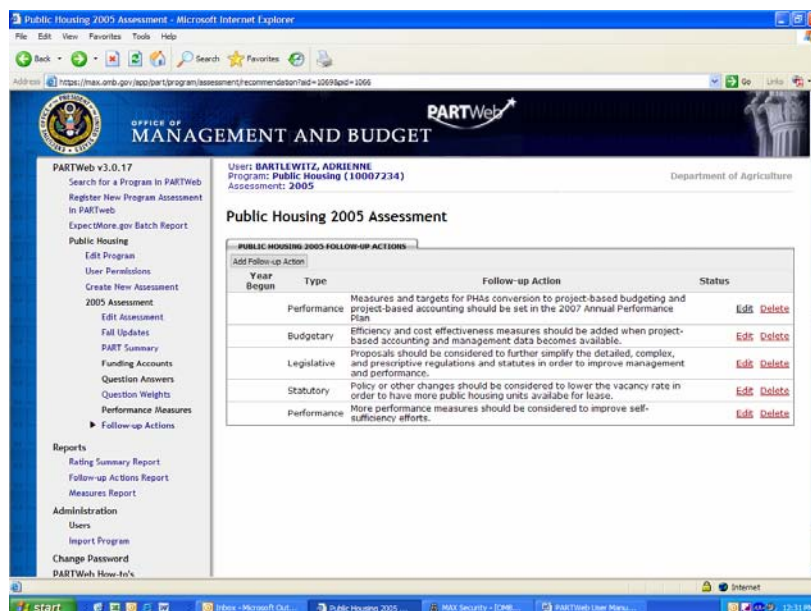 Public Housing 2005 Assessment - Microsoft Internet Explorer
File Edit View Favorites Tools Help
Back Search Favorites
Address https://max.omb.gov/app/part/program/assessment/recommendation?aid=1069&pid=1066 Go Links
OFFICE OF
MANAGEMENT AND BUDGET
PARTWeb
PARTWeb v3.0.17
Search for a Program in PARTWeb
Register New Program Assessment
in PARTweb
ExpectMore.gov Batch Report
Public Housing
Edit Program
User Permissions
Create New Assessment
2005 Assessment
Edit Assessment
Fall Updates
PART Summary
Funding Accounts
Question Answers
Question Weights
Performance Measures
Follow-up Actions
Reports
Rating Summary Report
Follow-up Actions Report
Measures Report
Administration
Users
Import Program
Change Password
PARTWeb How-to's
User: BARTLEWITZ, ADRIENNE
Program: Public Housing (10007234)
Assessment: 2005
Department of Agriculture
Public Housing 2005 Assessment
PUBLIC HOUSING 2005 FOLLOW-UP ACTIONS
Add Follow-up Action
Year Begun Type Follow-up Action Status
Performance Measures and targets for PHAs conversion to project-based budgeting and
project-based accounting should be set in the 2007 Annual Performance
Plan Edit Delete
Budgetary Efficiency and cost effectiveness measures should be added when project-
based accounting and management data becomes available. Edit Delete
Legislative Proposals should be considered to further simplify the detailed, complex,
and prescriptive regulations and statutes in order to improve management
and performance. Edit Delete
Statutory Policy or other changes should be considered to lower the vacancy rate in
order to have more public housing units availabe for lease. Edit Delete
Performance More performance measures should be considered to improve self-
sufficiency efforts. Edit Delete
Internet
start Inbox - Microsoft Out... Public Housing 2005 ... MAX Security - [OMB... PARTWeb User Manu... 12:31 PM